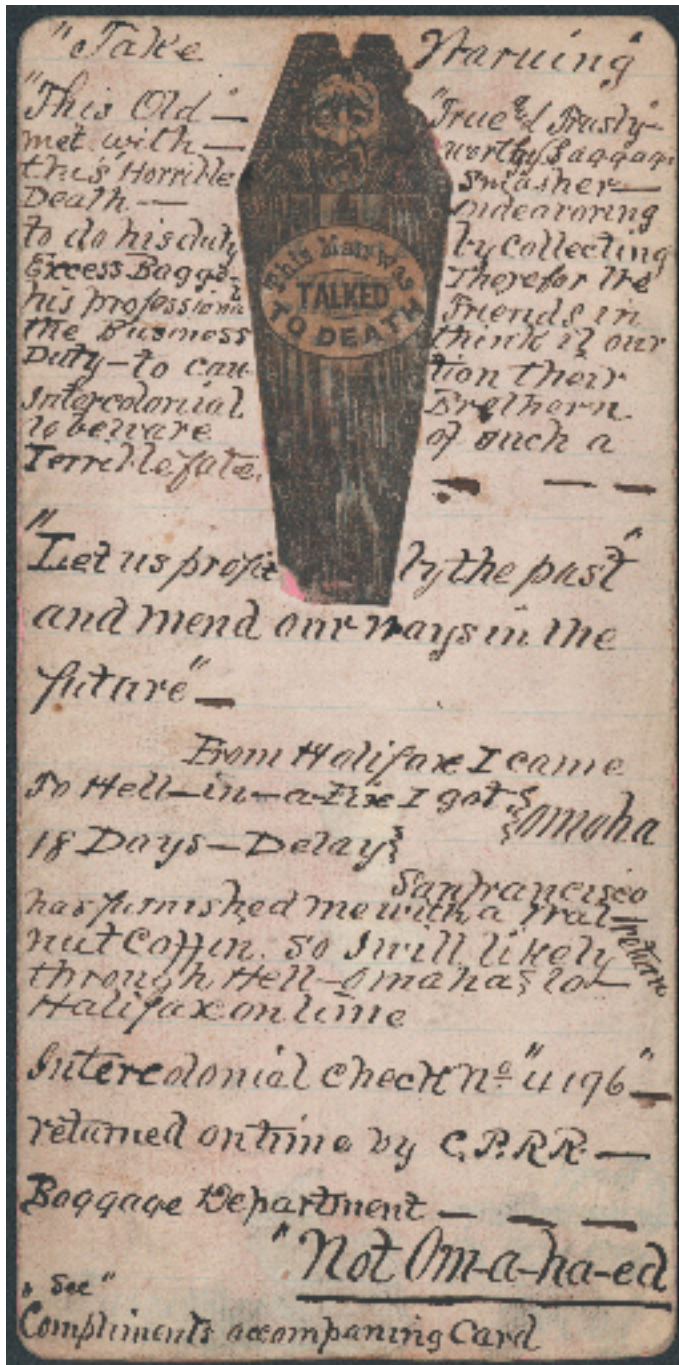 "Take Warning"
"This Old — "True & Trusty-
met with — worthy Baggage
this Horrible Smasher —
Death — endeavoring
to do his duty by Collecting
Excess Bagge- Therefor the
his professional Friends in
the Business think it our
Duty — to cau tion their
Intercolonial Brethern
to beware of such a
Terrible fate. — — —
This Man Was
TALKED
TO DEATH
"Let us profit by the past"
and mend our ways in the
future" —
From Halifax I came
To Hell—in—a-Fix I got
Omaha
18 Days — Delay
Sanfrancisco
has furnished me with a Wal-
nut Coffin. So I will likely return
through Hell—Omaha to—
Halifax on time
Intercolonial Check No "4196" —
returned on time by C.P.R.R. —
Baggage Department — — —
"Not Om-a-ha-ed
"See"
Compliments accompaning Card